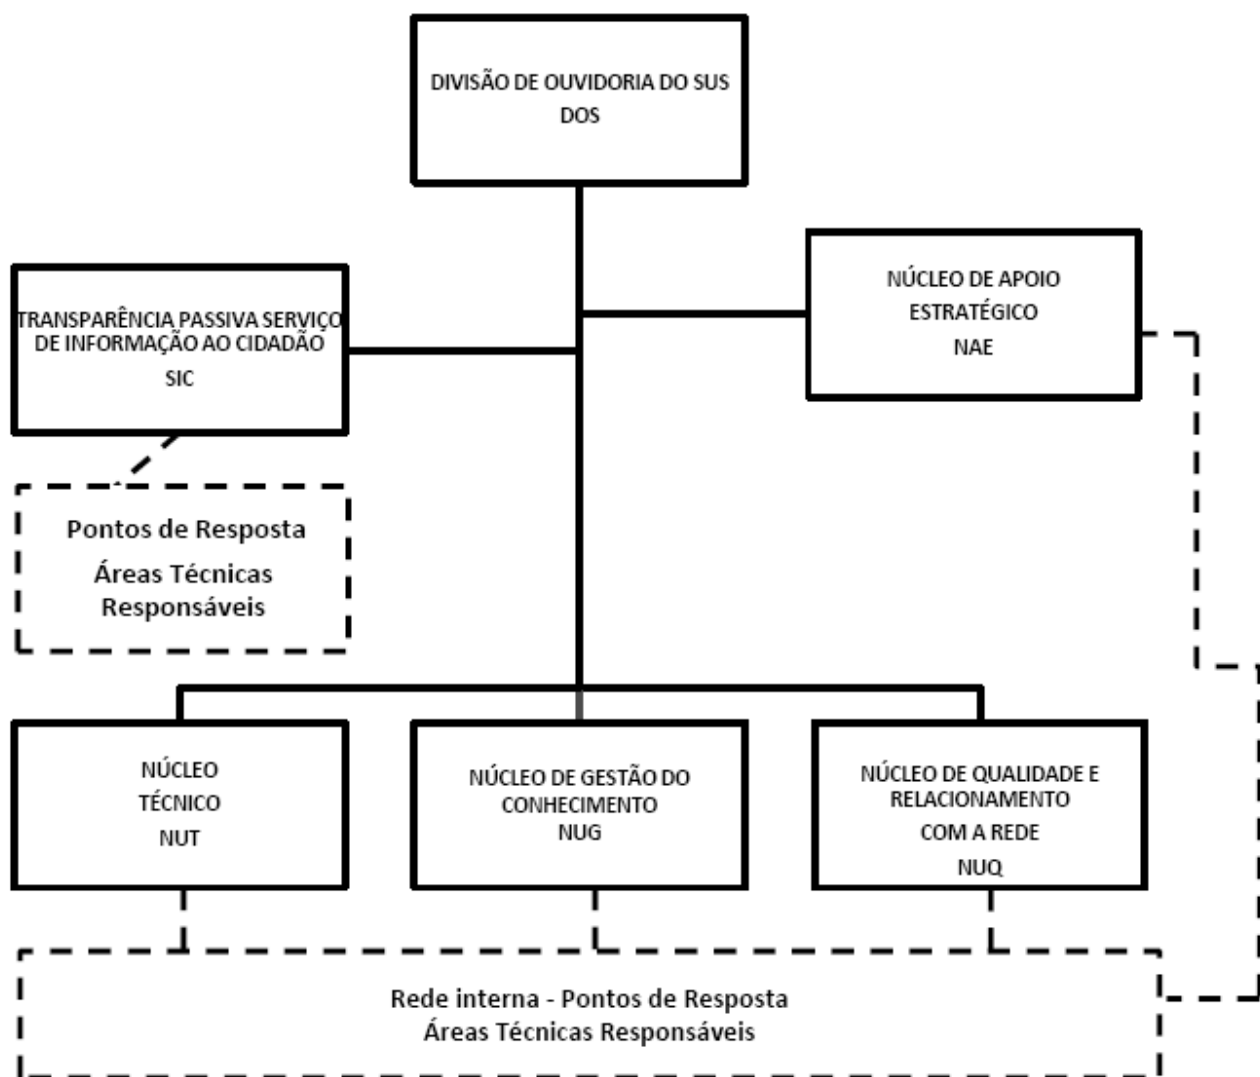 DIVISÃO DE OUVIDORIA DO SUS
DOS
NÚCLEO DE APOIO
ESTRATÉGICO
NAE
TRANSPARÊNCIA PASSIVA SERVIÇO
DE INFORMAÇÃO AO CIDADÃO
SIC
Pontos de Resposta
Áreas Técnicas
Responsáveis
NÚCLEO
TÉCNICO
NUT
NÚCLEO DE GESTÃO DO
CONHECIMENTO
NUG
NÚCLEO DE QUALIDADE E
RELACIONAMENTO
COM A REDE
NUQ
Rede interna - Pontos de Resposta
Áreas Técnicas Responsáveis